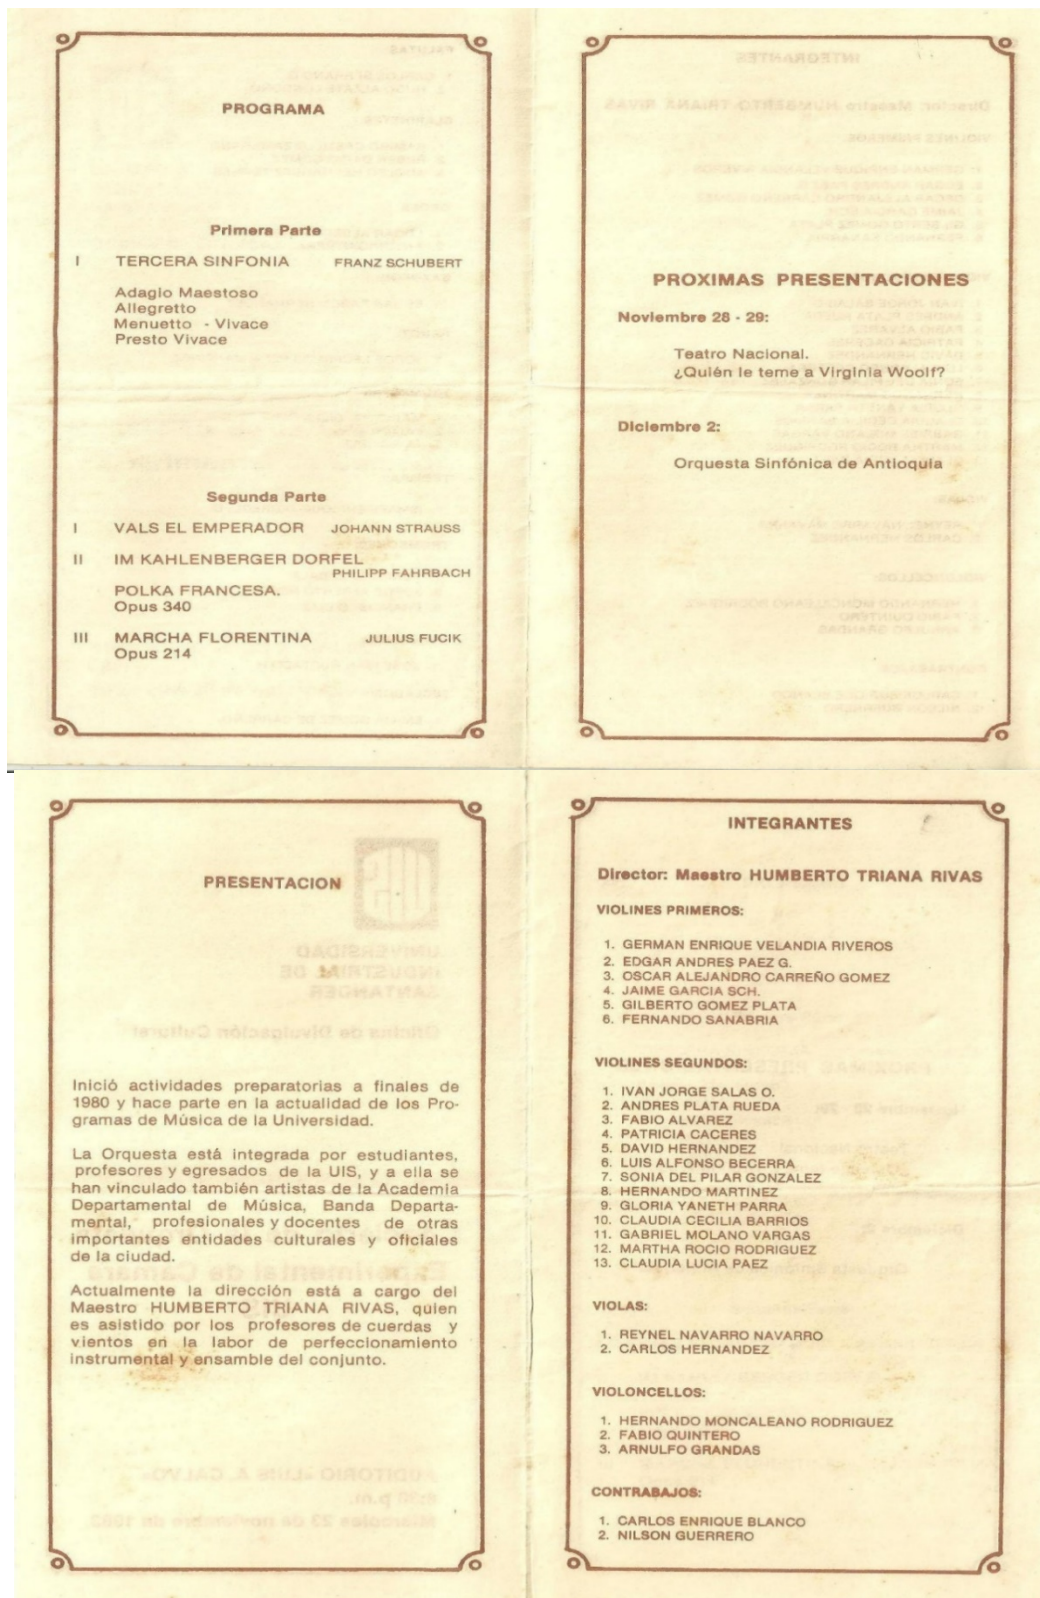 PROGRAMA
Primera Parte
I TERCERA SINFONIA FRANZ SCHUBERT
Adagio Maestoso
Allegretto
Menuetto - Vivace
Presto Vivace
Segunda Parte
I VALS EL EMPERADOR JOHANN STRAUSS
II IM KAHLENBERGER DORFEL
PHILIPP FAHRBACH
POLKA FRANCESA.
Opus 340
III MARCHA FLORENTINA JULIUS FUCIK
Opus 214
PROXIMAS PRESENTACIONES
Noviembre 28 - 29:
Teatro Nacional.
¿Quién le teme a Virginia Woolf?
Diciembre 2:
Orquesta Sinfónica de Antioquia
PRESENTACION
Inició actividades preparatorias a finales de
1980 y hace parte en la actualidad de los Pro-
gramas de Música de la Universidad.
La Orquesta está integrada por estudiantes,
profesores y egresados de la UIS, y a ella se
han vinculado también artistas de la Academia
Departamental de Música, Banda Departa-
mental, profesionales y docentes de otras
importantes entidades culturales y oficiales
de la ciudad.
Actualmente la dirección está a cargo del
Maestro HUMBERTO TRIANA RIVAS, quien
es asistido por los profesores de cuerdas y
vientos en la labor de perfeccionamiento
instrumental y ensamble del conjunto.
INTEGRANTES
Director: Maestro HUMBERTO TRIANA RIVAS
VIOLINES PRIMEROS:
1. GERMAN ENRIQUE VELANDIA RIVEROS
2. EDGAR ANDRES PAEZ G.
3. OSCAR ALEJANDRO CARREÑO GOMEZ
4. JAIME GARCIA SCH.
5. GILBERTO GOMEZ PLATA
6. FERNANDO SANABRIA
VIOLINES SEGUNDOS:
1. IVAN JORGE SALAS O.
2. ANDRES PLATA RUEDA
3. FABIO ALVAREZ
4. PATRICIA CACERES
5. DAVID HERNANDEZ
6. LUIS ALFONSO BECERRA
7. SONIA DEL PILAR GONZALEZ
8. HERNANDO MARTINEZ
9. GLORIA YANETH PARRA
10. CLAUDIA CECILIA BARRIOS
11. GABRIEL MOLANO VARGAS
12. MARTHA ROCIO RODRIGUEZ
13. CLAUDIA LUCIA PAEZ
VIOLAS:
1. REYNEL NAVARRO NAVARRO
2. CARLOS HERNANDEZ
VIOLONCELLOS:
1. HERNANDO MONCALEANO RODRIGUEZ
2. FABIO QUINTERO
3. ARNULFO GRANDAS
CONTRABAJOS:
1. CARLOS ENRIQUE BLANCO
2. NILSON GUERRERO